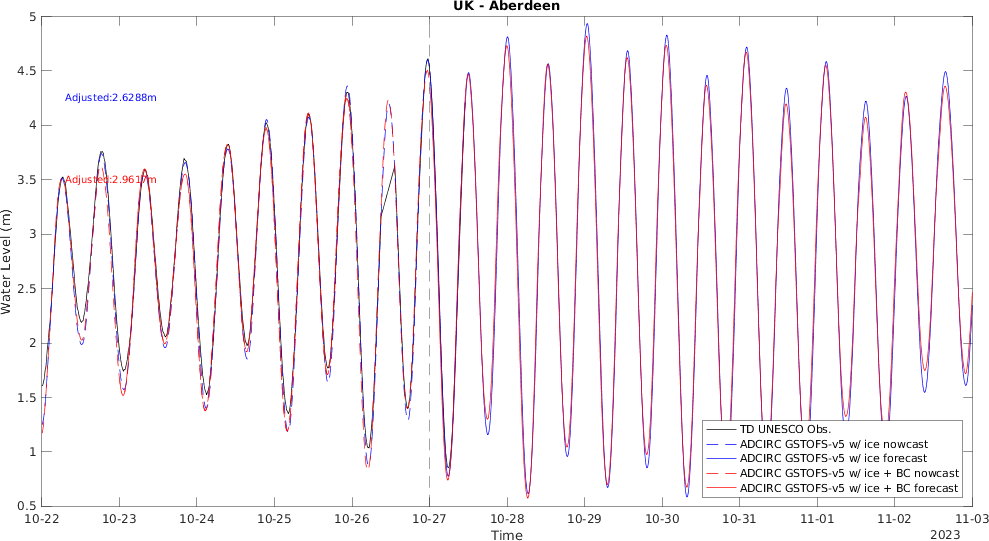 UK - Aberdeen
5
4.5
4
3.5
3
2.5
2
1.5
1
0.5
Water Level (m)
Adjusted:2.6288m
Adjusted:2.9617m
TD UNESCO Obs.
ADCIRC GSTOFS-v5 w/ ice nowcast
ADCIRC GSTOFS-v5 w/ ice forecast
ADCIRC GSTOFS-v5 w/ ice + BC nowcast
ADCIRC GSTOFS-v5 w/ ice + BC forecast
10-22 10-23 10-24 10-25 10-26 10-27 10-28 10-29 10-30 10-31 11-01 11-02 11-03
Time
2023